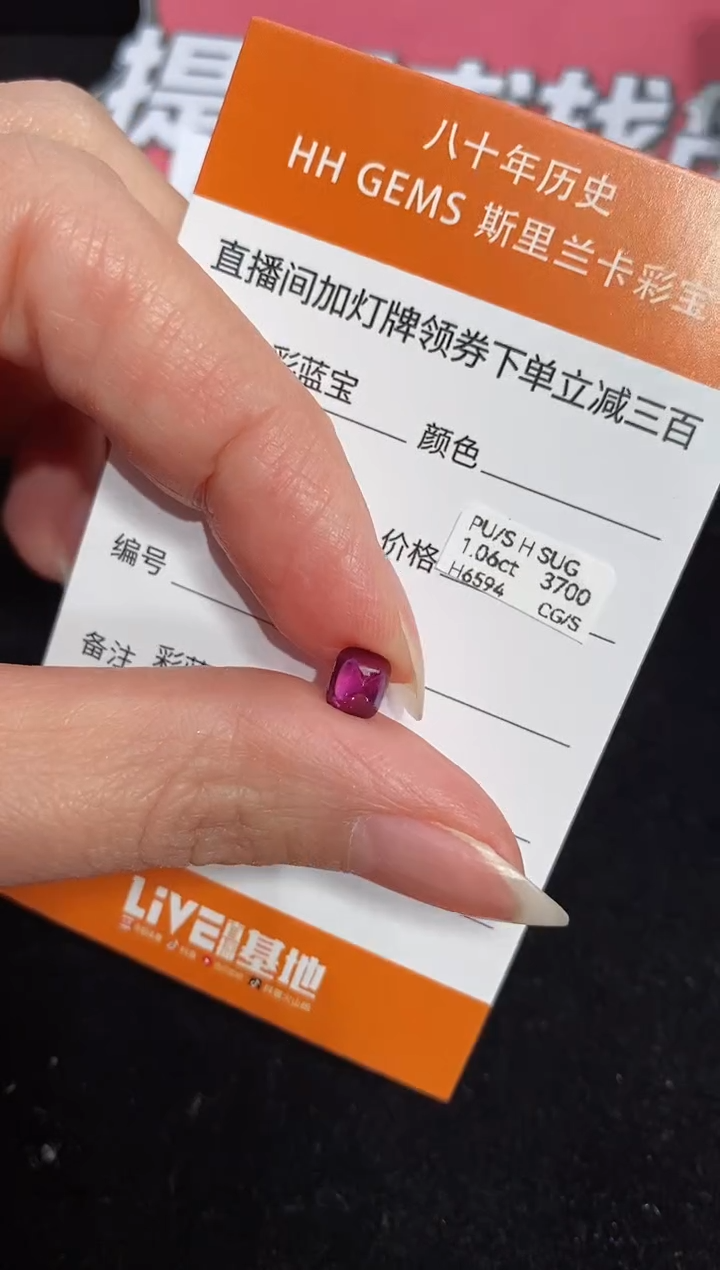 提
八十年历史
HH GEMS 斯里兰卡彩宝
直播间加灯牌领券下单立减三百
彩蓝宝
颜色
价格
PU/S H SUG
1.06ct 3700
H6594 CG/S
编号
备注 彩蓝
LiVE 基地